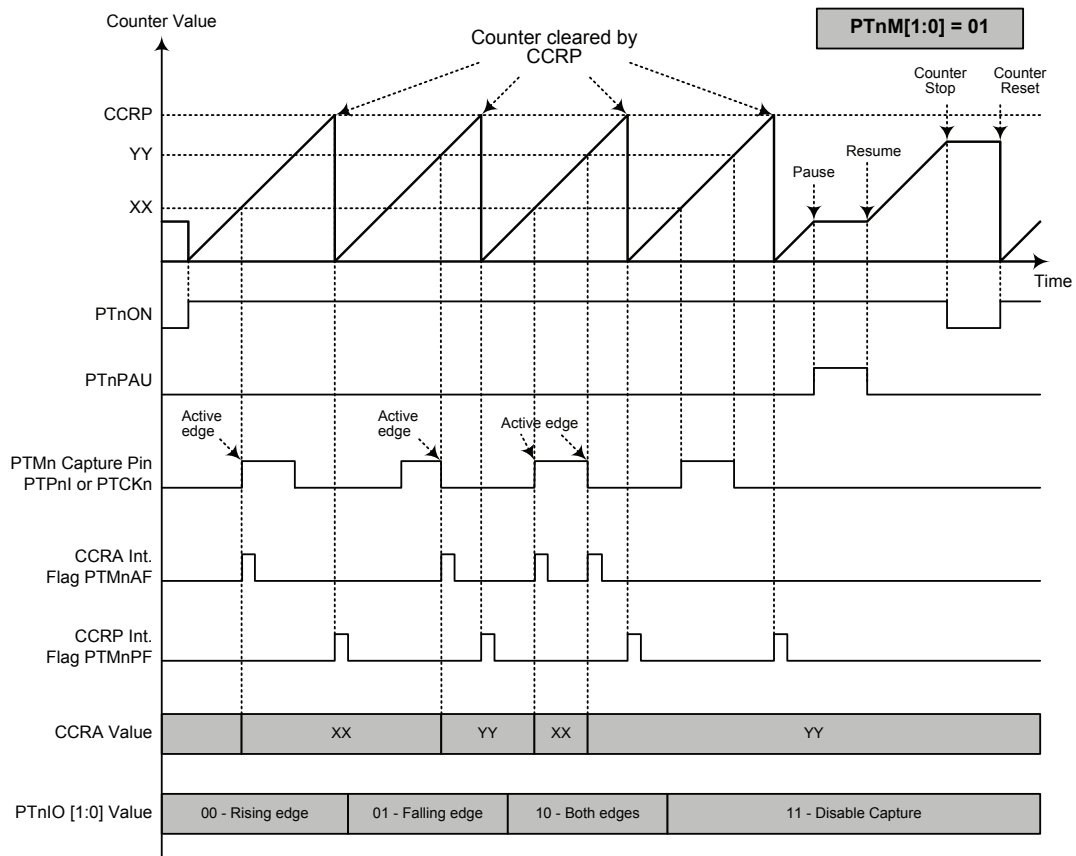 Counter Value
PTnM[1:0] = 01
Counter cleared by
CCRP
Counter
Stop
Counter
Reset
CCRP
YY
Resume
Pause
XX
Time
PTnON
PTnPAU
Active
edge
Active
edge
Active edge
PTMn Capture Pin
PTPnI or PTCKn
CCRA Int.
Flag PTMnAF
CCRP Int.
Flag PTMnPF
CCRA Value
XX
YY
XX
YY
PTnIO [1:0] Value
00 - Rising edge
01 - Falling edge
10 - Both edges
11 - Disable Capture